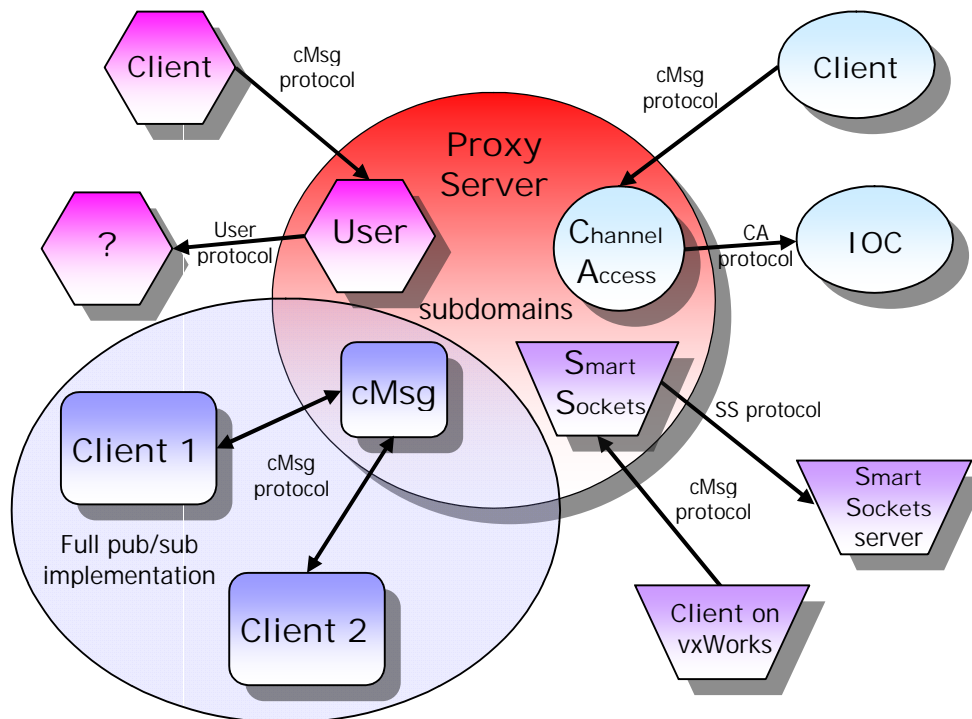 Client
cMsg
protocol
cMsg
protocol
Client
Proxy
Server
?
User
protocol
User
Channel
Access
CA
protocol
IOC
subdomains
cMsg
Smart
Sockets
SS protocol
Client 1
cMsg
protocol
cMsg
protocol
Smart
Sockets
server
Full pub/sub
implementation
Client 2
Client on
vxWorks